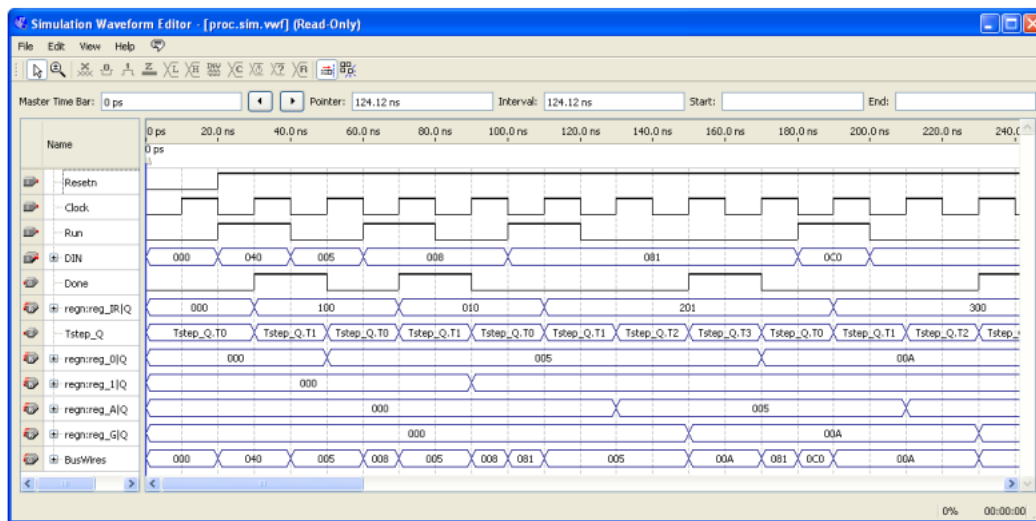 Simulation Waveform Editor - [proc.sim.vwf] (Read-Only)
File Edit View Help
Master Time Bar: 0 ps Pointer: 124.12 ns Interval: 124.12 ns Start: End:
Name 0 ps 20.0 ns 40.0 ns 60.0 ns 80.0 ns 100.0 ns 120.0 ns 140.0 ns 160.0 ns 180.0 ns 200.0 ns 220.0 ns 240.0
0 ps
Resetn
Clock
Run
DIN 000 040 005 008 081 0C0
Done
regn:reg_IR|Q 000 100 010 201 300
Tstep_Q Tstep_Q.T0 Tstep_Q.T1 Tstep_Q.T0 Tstep_Q.T1 Tstep_Q.T0 Tstep_Q.T1 Tstep_Q.T2 Tstep_Q.T3 Tstep_Q.T0 Tstep_Q.T1 Tstep_Q.T2 Tstep_
regn:reg_0|Q 000 005 00A
regn:reg_1|Q 000
regn:reg_A|Q 000 005
regn:reg_G|Q 000 00A
BusWires 000 040 005 008 005 008 081 005 00A 081 0C0 00A
0% 00:00:00